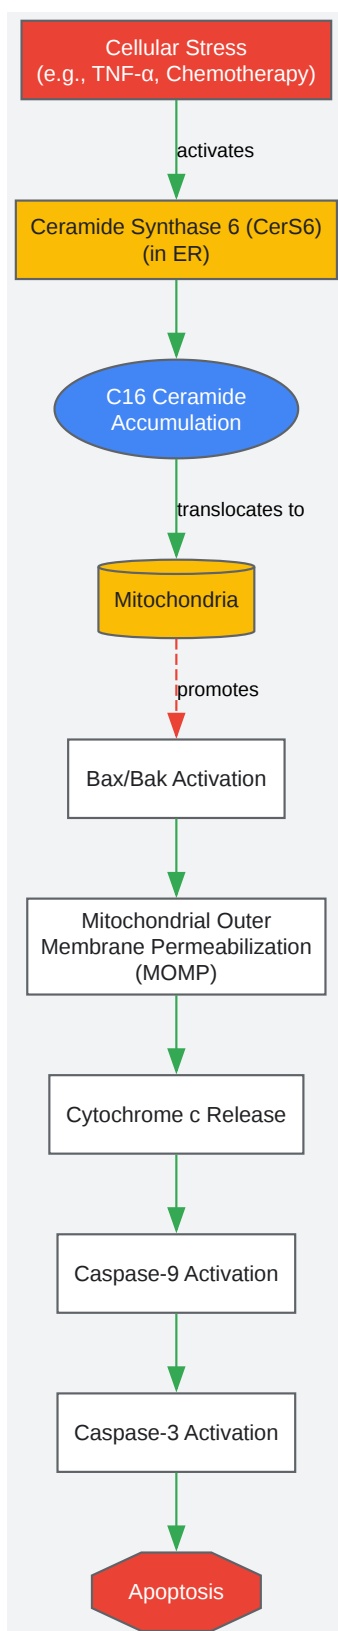 Cellular Stress
(e.g., TNF-α, Chemotherapy)
activates
Ceramide Synthase 6 (CerS6)
(in ER)
C16 Ceramide
Accumulation
translocates to
Mitochondria
promotes
Bax/Bak Activation
Mitochondrial Outer
Membrane Permeabilization
(MOMP)
Cytochrome c Release
Caspase-9 Activation
Caspase-3 Activation
Apoptosis